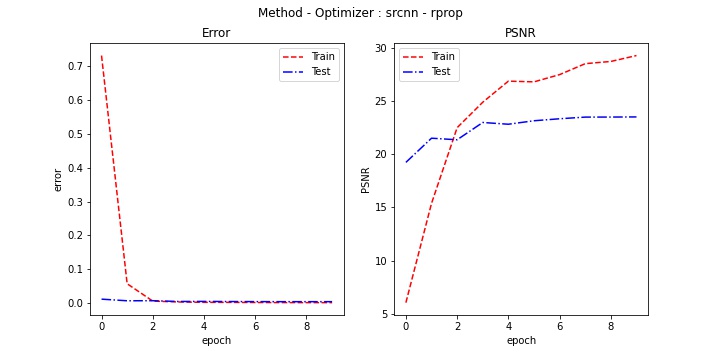 Method - Optimizer : srcnn - rprop
Error
Train
Test
0.7
0.6
0.5
0.4
0.3
0.2
0.1
0.0
error
0 2 4 6 8
epoch
PSNR
Train
Test
30
25
20
15
10
5
PSNR
0 2 4 6 8
epoch